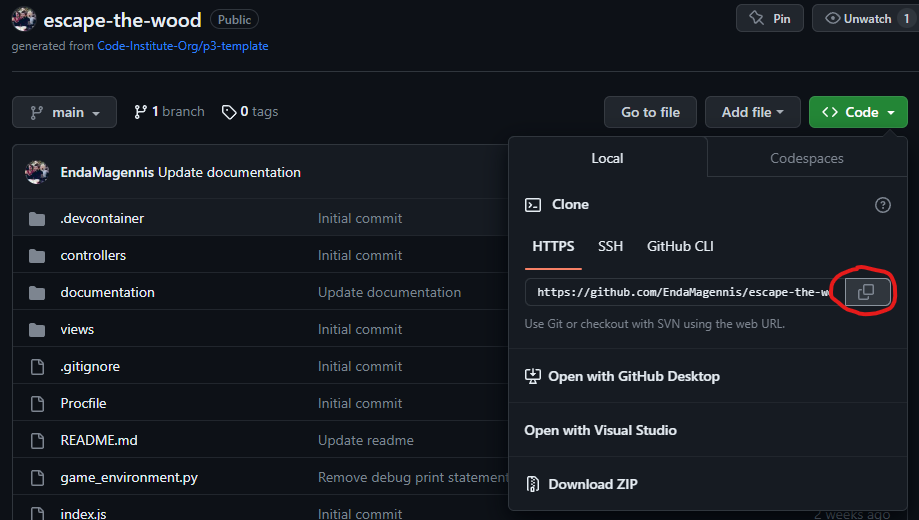 escape-the-wood Public Pin Unwatch 1
generated from Code-Institute-Org/p3-template
main 1 branch 0 tags Go to file Add file Code
EndaMagennis Update documentation
.devcontainer Initial commit
controllers Initial commit
documentation Update documentation
views Initial commit
.gitignore Initial commit
Procfile Initial commit
README.md Update readme
game_environment.py Remove debug print statement
index.js Initial commit 2 weeks ago
Local Codespaces
Clone
HTTPS SSH GitHub CLI
https://github.com/EndaMagennis/escape-the-w
Use Git or checkout with SVN using the web URL.
Open with GitHub Desktop
Open with Visual Studio
Download ZIP